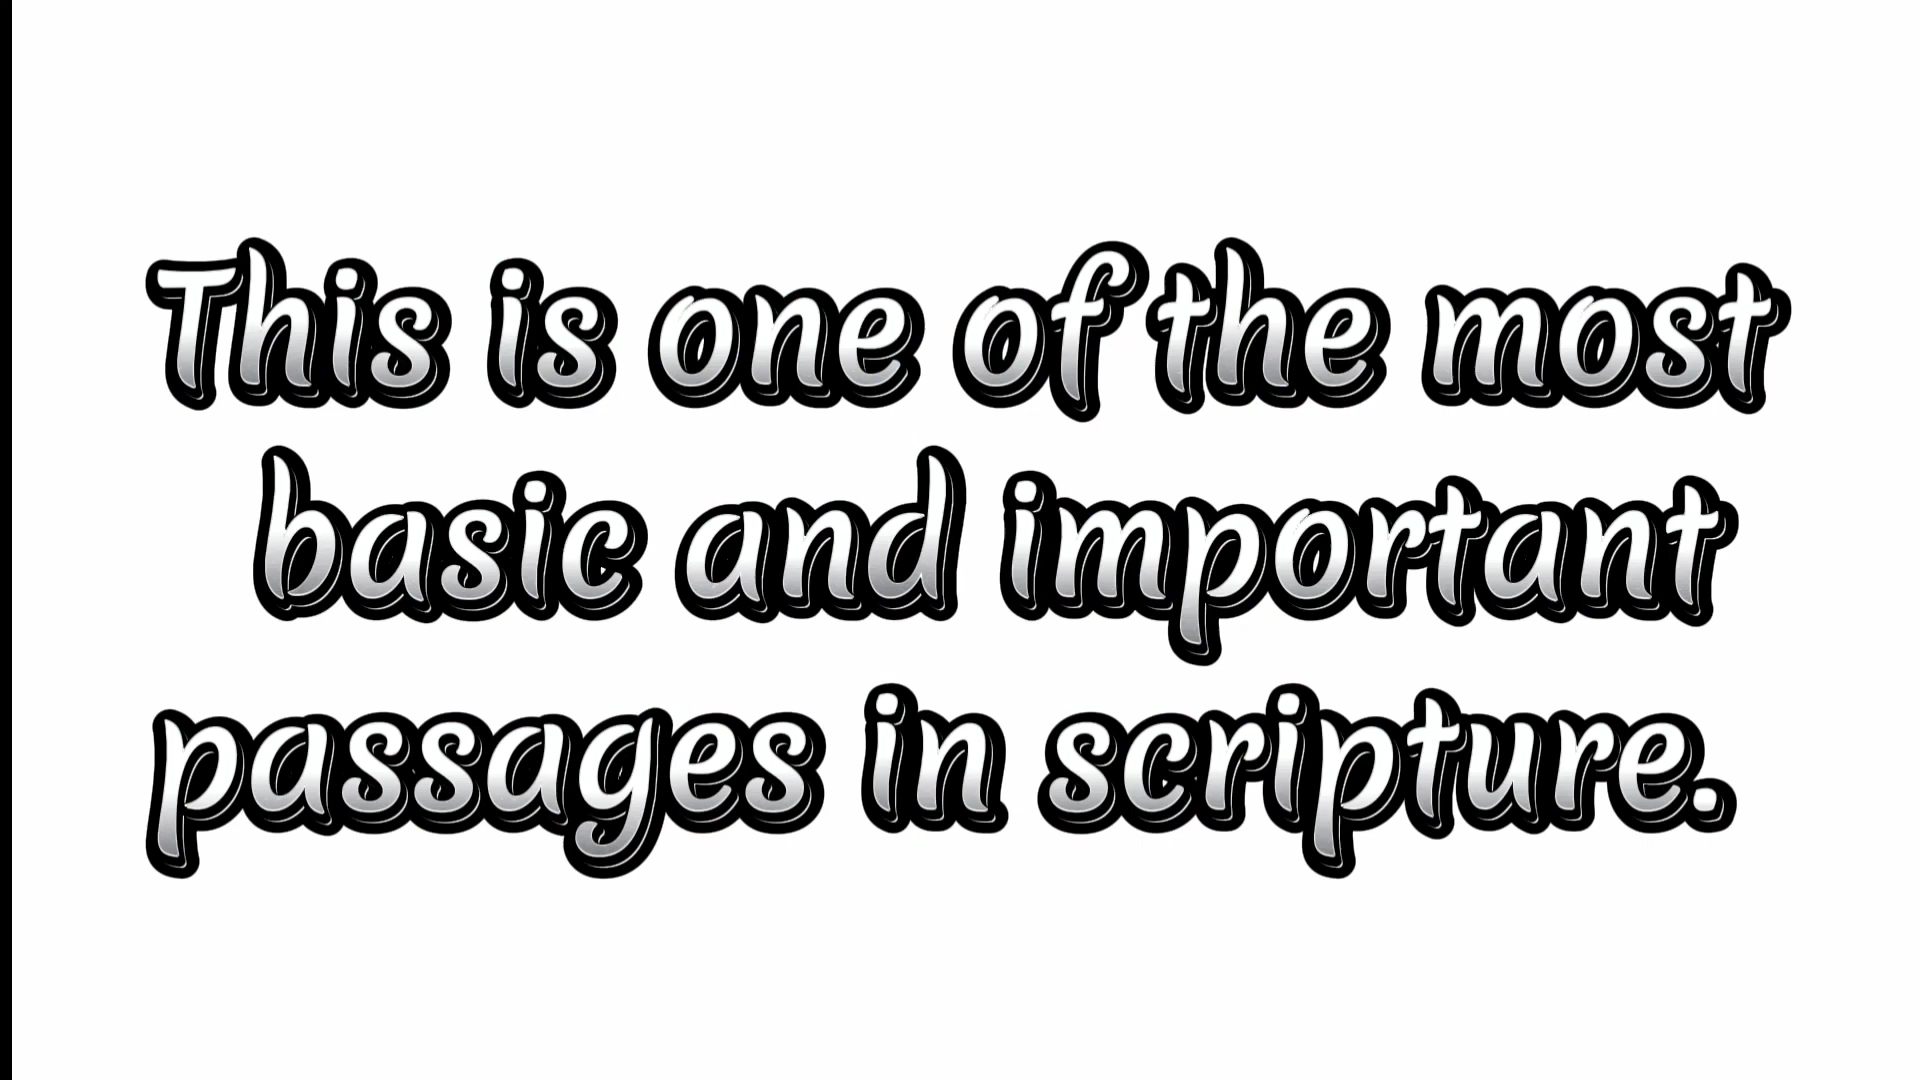 This is one of the most
basic and important
passages in scripture.